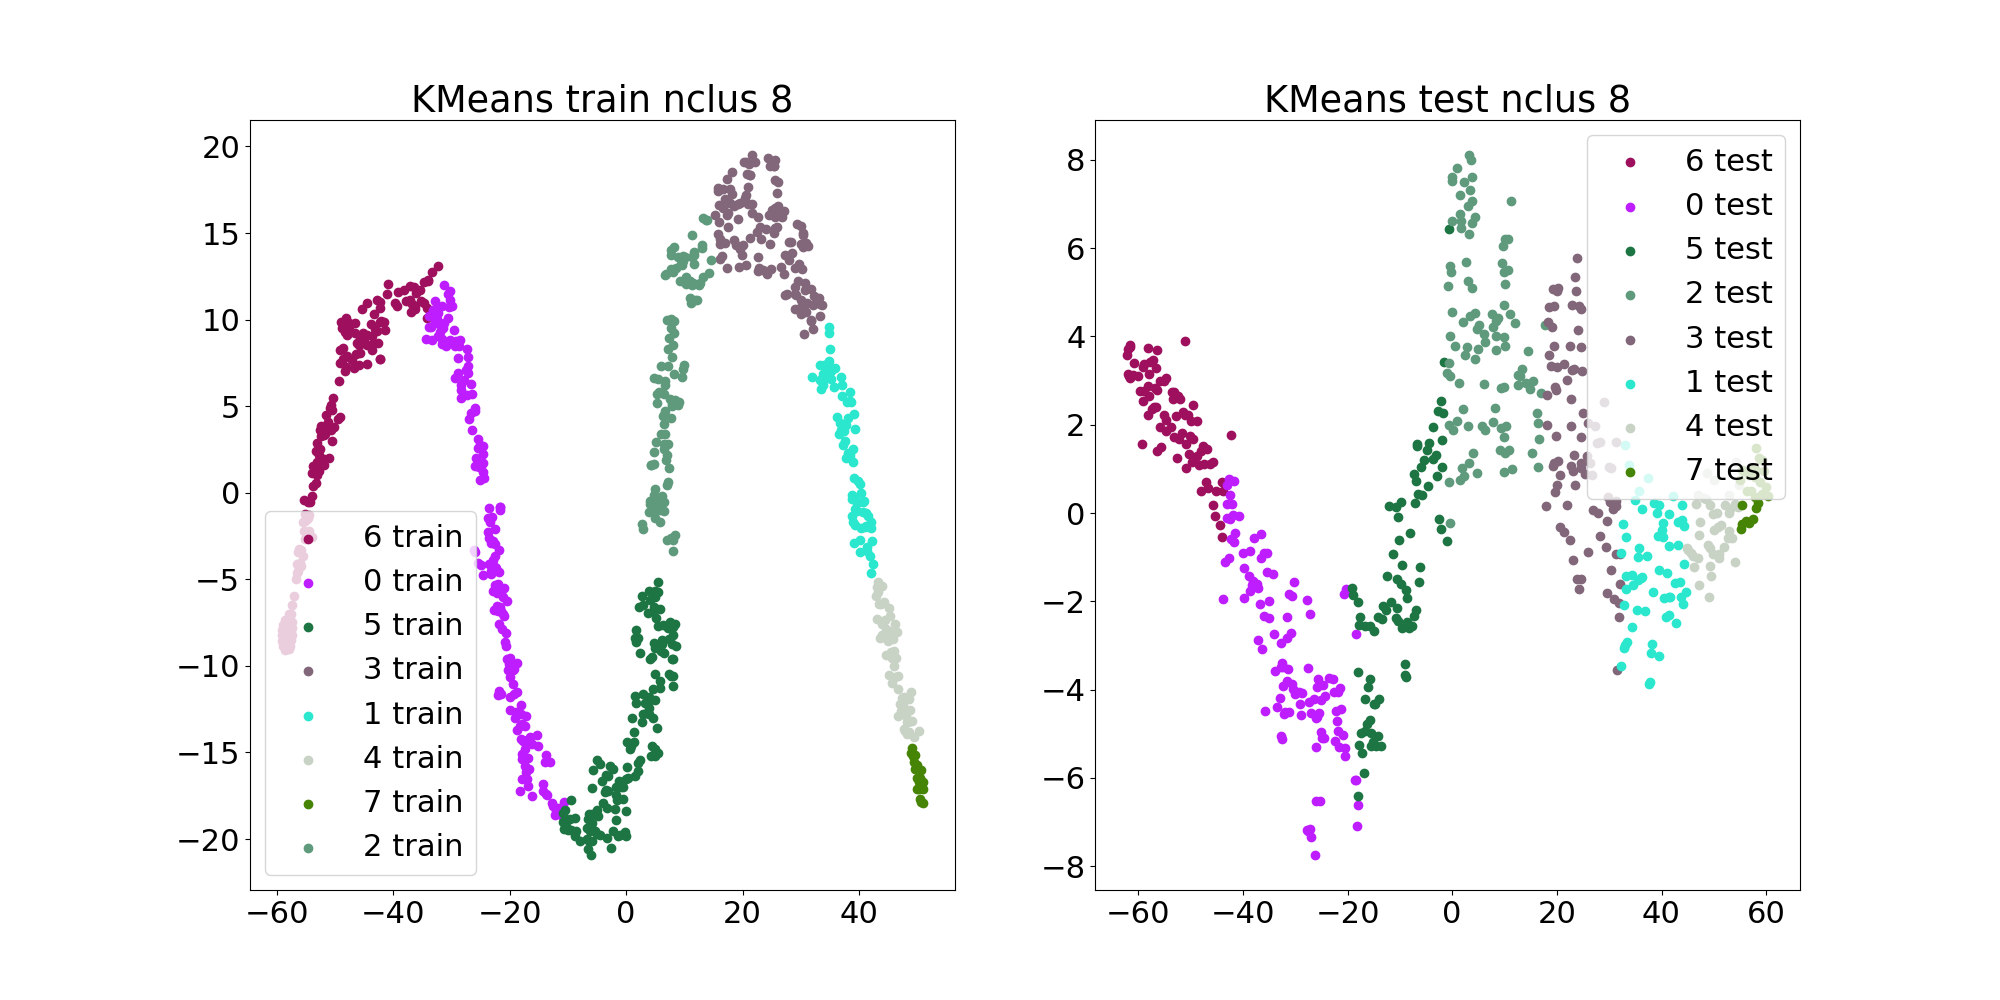 KMeans train nclus 8
20
15
10
5
0
−5
−10
−15
−20
−60
−40
−20
0
20
40
6 train
0 train
5 train
3 train
1 train
4 train
7 train
2 train
KMeans test nclus 8
8
6
4
2
0
−2
−4
−6
−8
−60
−40
−20
0
20
40
60
6 test
0 test
5 test
2 test
3 test
1 test
4 test
7 test